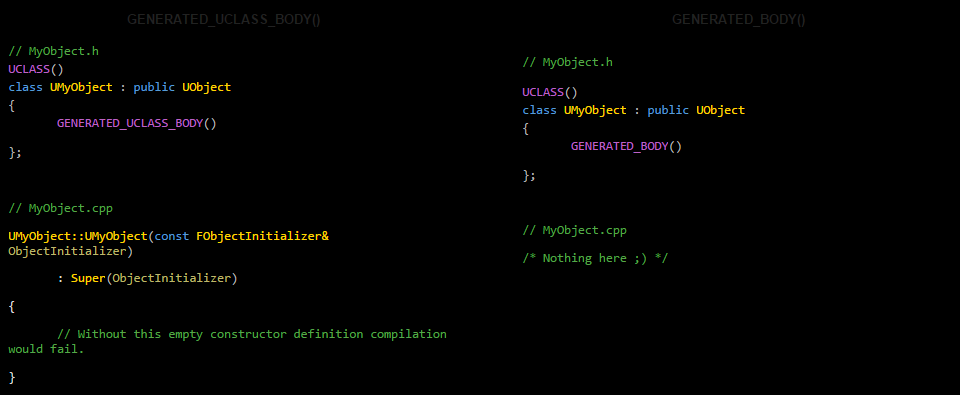 GENERATED_UCLASS_BODY()
// MyObject.h
UCLASS()
class UMyObject : public UObject
{
GENERATED_UCLASS_BODY()
};
// MyObject.cpp
UMyObject::UMyObject(const FObjectInitializer&
ObjectInitializer)
: Super(ObjectInitializer)
{
// Without this empty constructor definition compilation
would fail.
}
GENERATED_BODY()
// MyObject.h
UCLASS()
class UMyObject : public UObject
{
GENERATED_BODY()
};
// MyObject.cpp
/* Nothing here ;) */